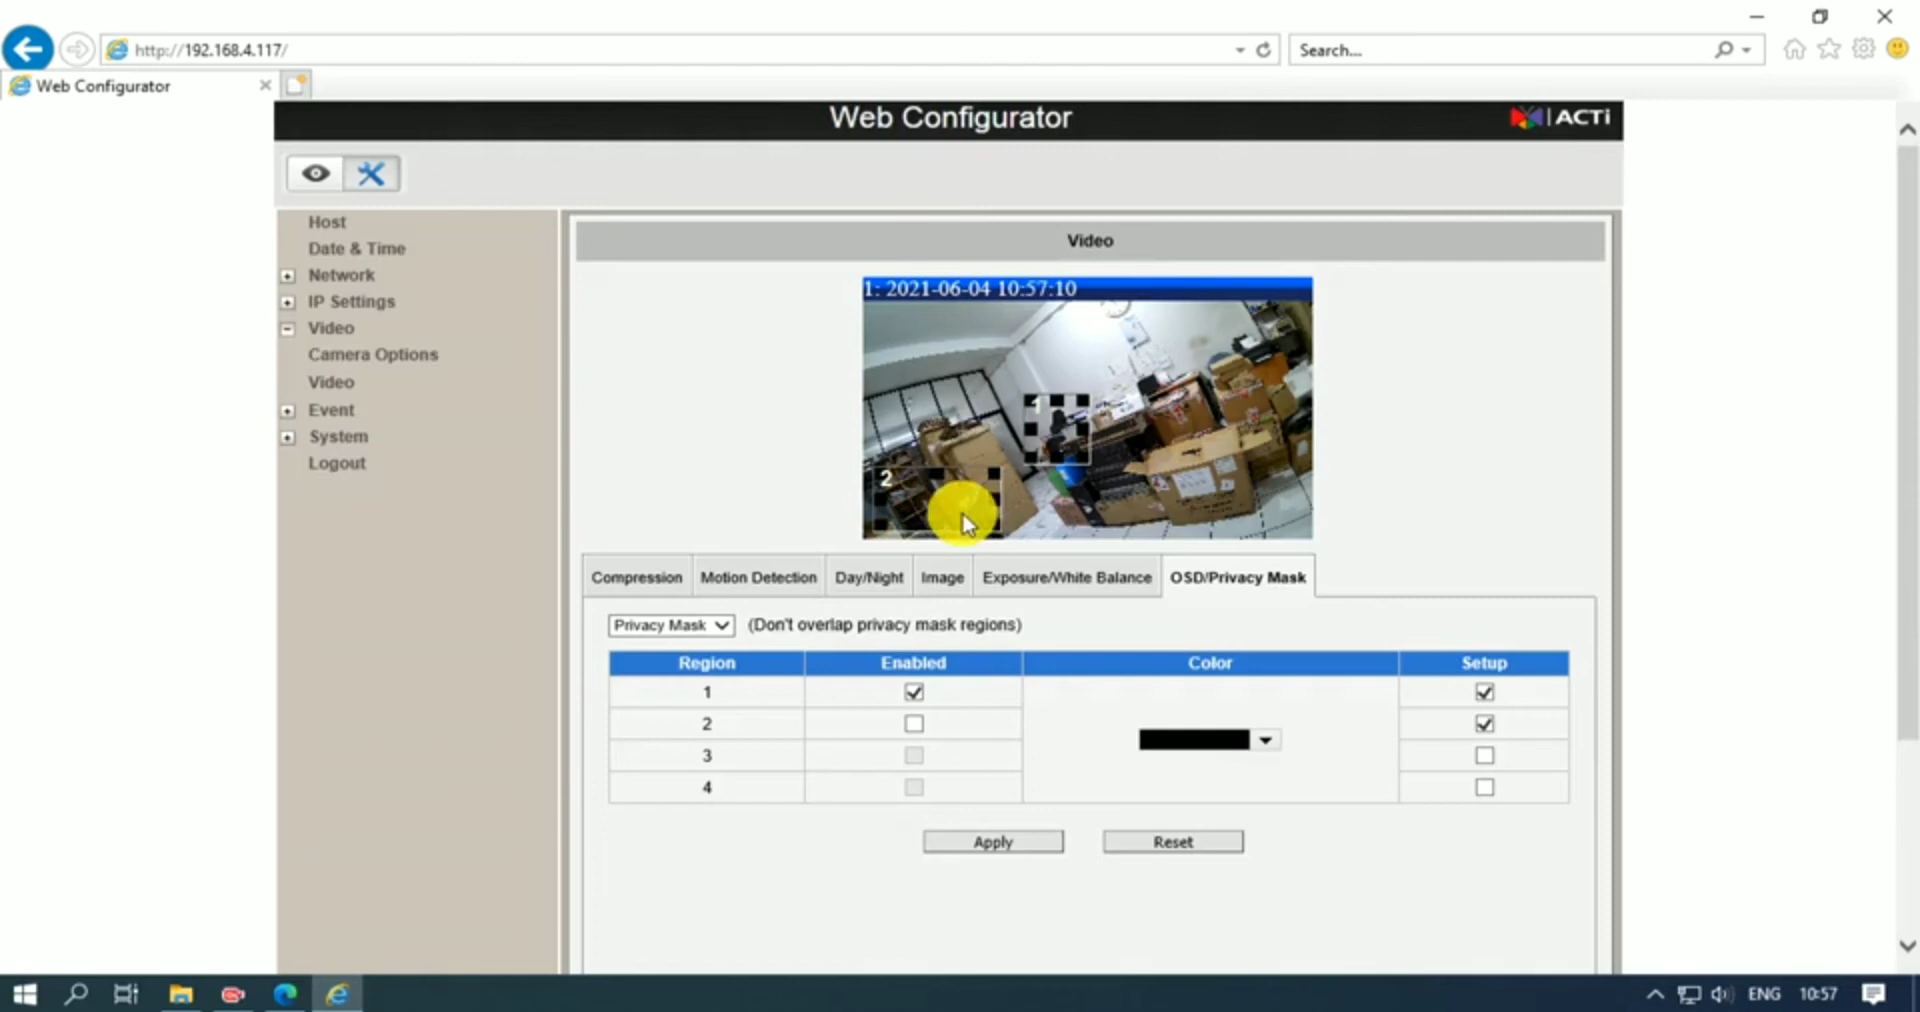 http://192.168.4.117/
Search...
Web Configurator
Web Configurator
ACTi
Host
Date & Time
Network
IP Settings
Video
Camera Options
Video
Event
System
Logout
Video
1: 2021-06-04 10:57:10
1
2
Compression
Motion Detection
Day/Night
Image
Exposure/White Balance
OSD/Privacy Mask
Privacy Mask (Don't overlap privacy mask regions)
Region Enabled Color Setup
1
2
3
4
Apply Reset
ENG 10:57